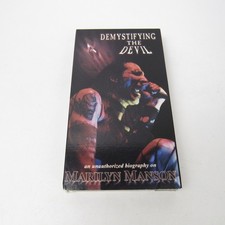 DEMYSTIFYING
THE
DEVIL
an unauthorized biography on
MARILYN MANSON